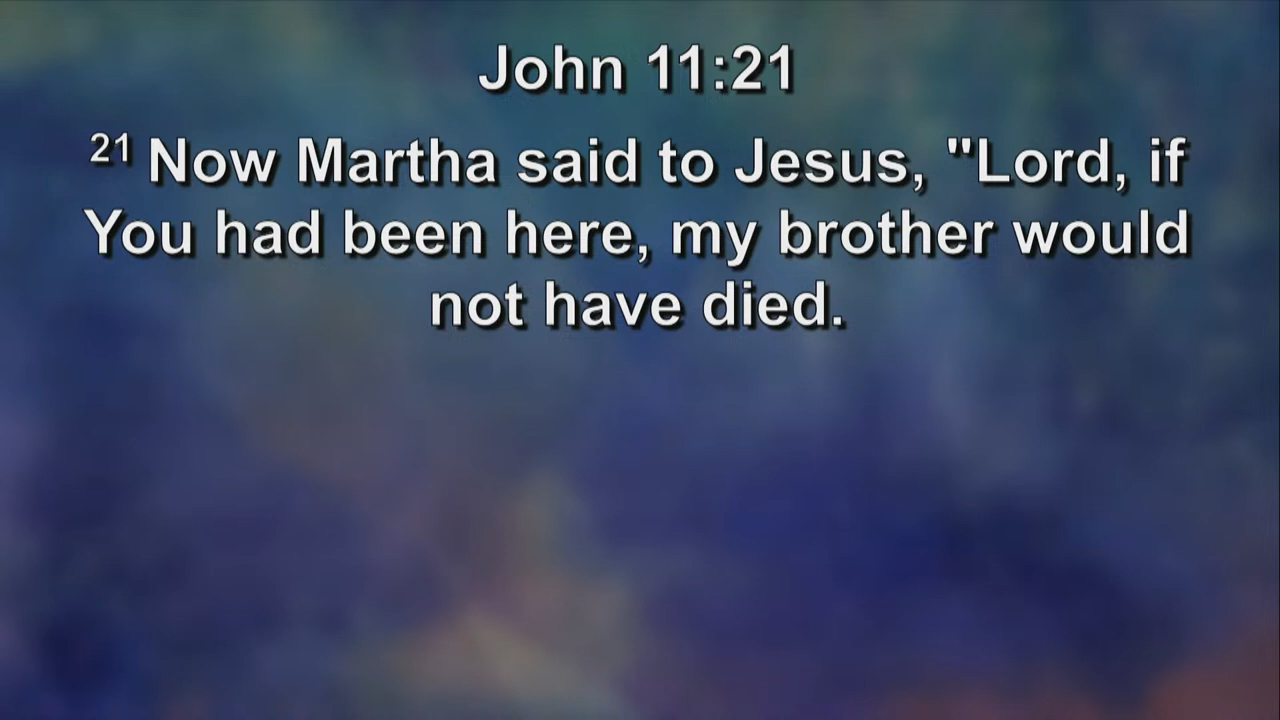 John 11:21
21 Now Martha said to Jesus, "Lord, if
You had been here, my brother would
not have died.